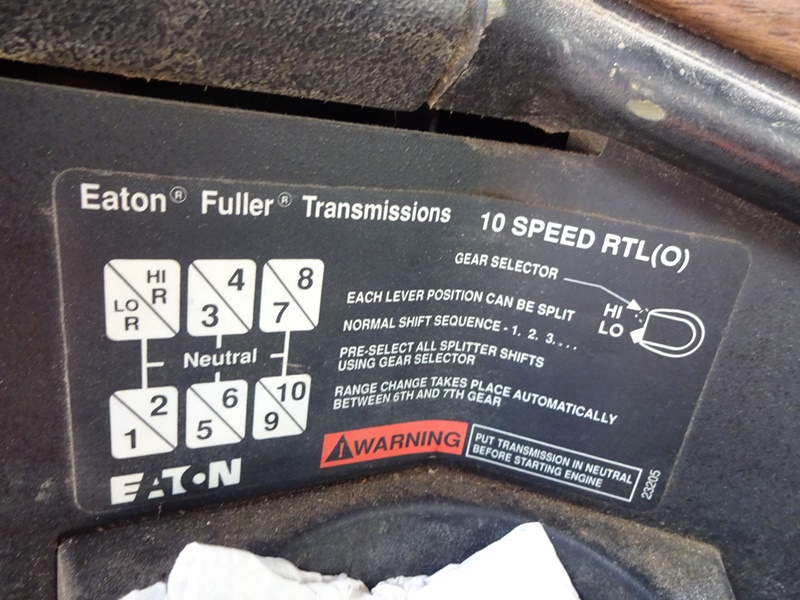 Eaton® Fuller® Transmissions 10 SPEED RTL(O)
GEAR SELECTOR
HI
LO
HI
R
LO
R
4
3
8
7
Neutral
2
1
6
5
10
9
EACH LEVER POSITION CAN BE SPLIT
NORMAL SHIFT SEQUENCE - 1. 2. 3. . . .
PRE-SELECT ALL SPLITTER SHIFTS
USING GEAR SELECTOR
RANGE CHANGE TAKES PLACE AUTOMATICALLY
BETWEEN 6TH AND 7TH GEAR
WARNING
PUT TRANSMISSION IN NEUTRAL
BEFORE STARTING ENGINE
23205
EATON